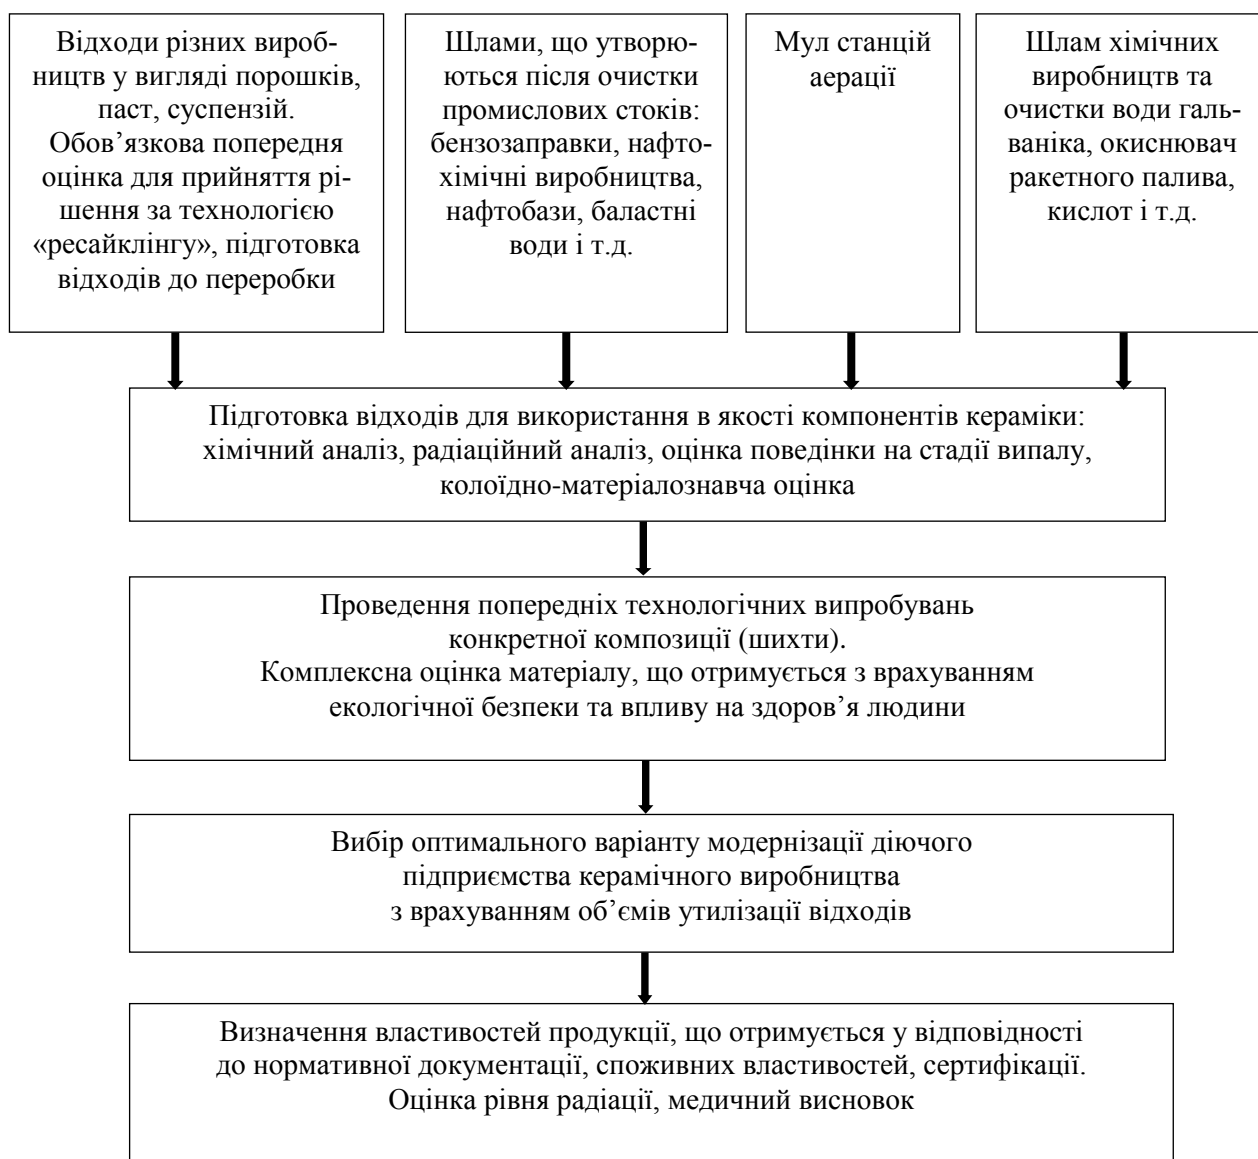 Відходи різних вироб-
ництв у вигляді порошків,
паст, суспензій.
Обов’язкова попередня
оцінка для прийняття рі-
шення за технологією
«ресайклінгу», підготовка
відходів до переробки
Шлами, що утворю-
ються після очистки
промислових стоків:
бензозаправки, нафто-
хімічні виробництва,
нафтобази, баластні
води і т.д.
Мул станцій
аерації
Шлам хімічних
виробництв та
очистки води галь-
ваніка, окиснювач
ракетного палива,
кислот і т.д.
Підготовка відходів для використання в якості компонентів кераміки:
хімічний аналіз, радіаційний аналіз, оцінка поведінки на стадії випалу,
колоїдно-матеріалознавча оцінка
Проведення попередніх технологічних випробувань
конкретної композиції (шихти).
Комплексна оцінка матеріалу, що отримується з врахуванням
екологічної безпеки та впливу на здоров’я людини
Вибір оптимального варіанту модернізації діючого
підприємства керамічного виробництва
з врахуванням об’ємів утилізації відходів
Визначення властивостей продукції, що отримується у відповідності
до нормативної документації, споживних властивостей, сертифікації.
Оцінка рівня радіації, медичний висновок